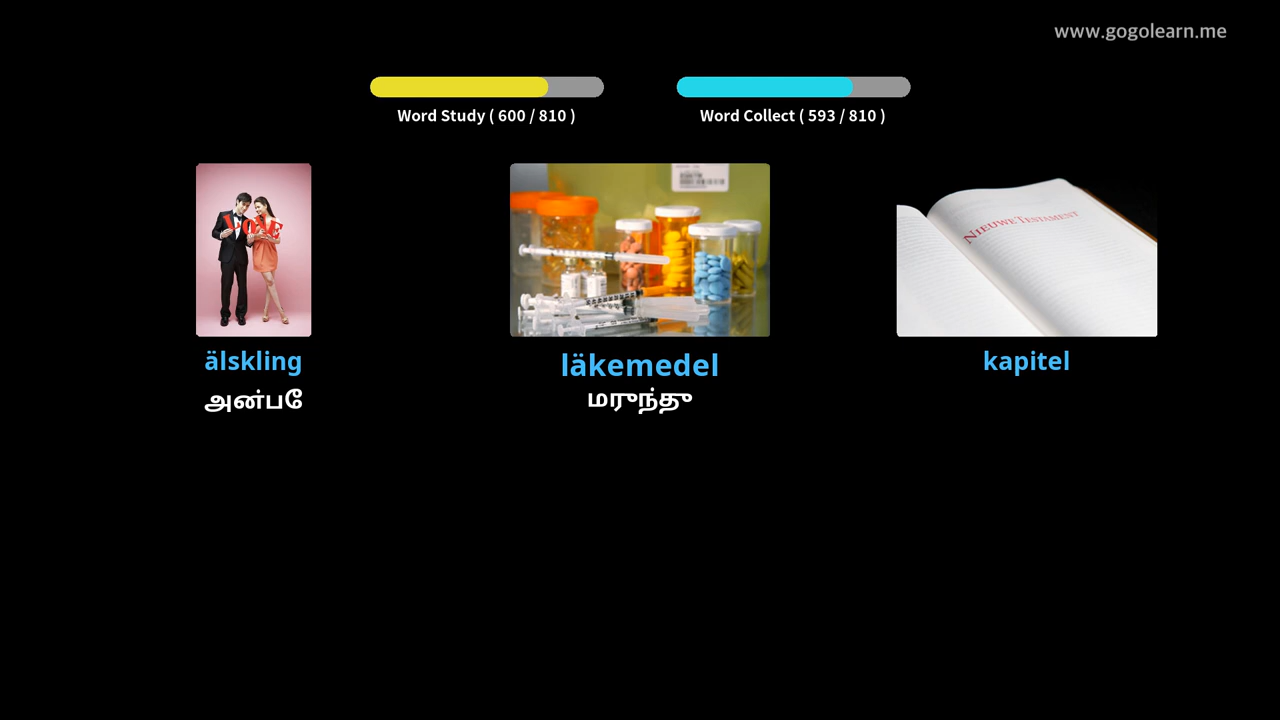 www.gogolearn.me
Word Study ( 600 / 810 )
Word Collect ( 593 / 810 )
LOVE
NIEUWE TESTAMENT
älskling
läkemedel
kapitel
அன்பே
மருந்து